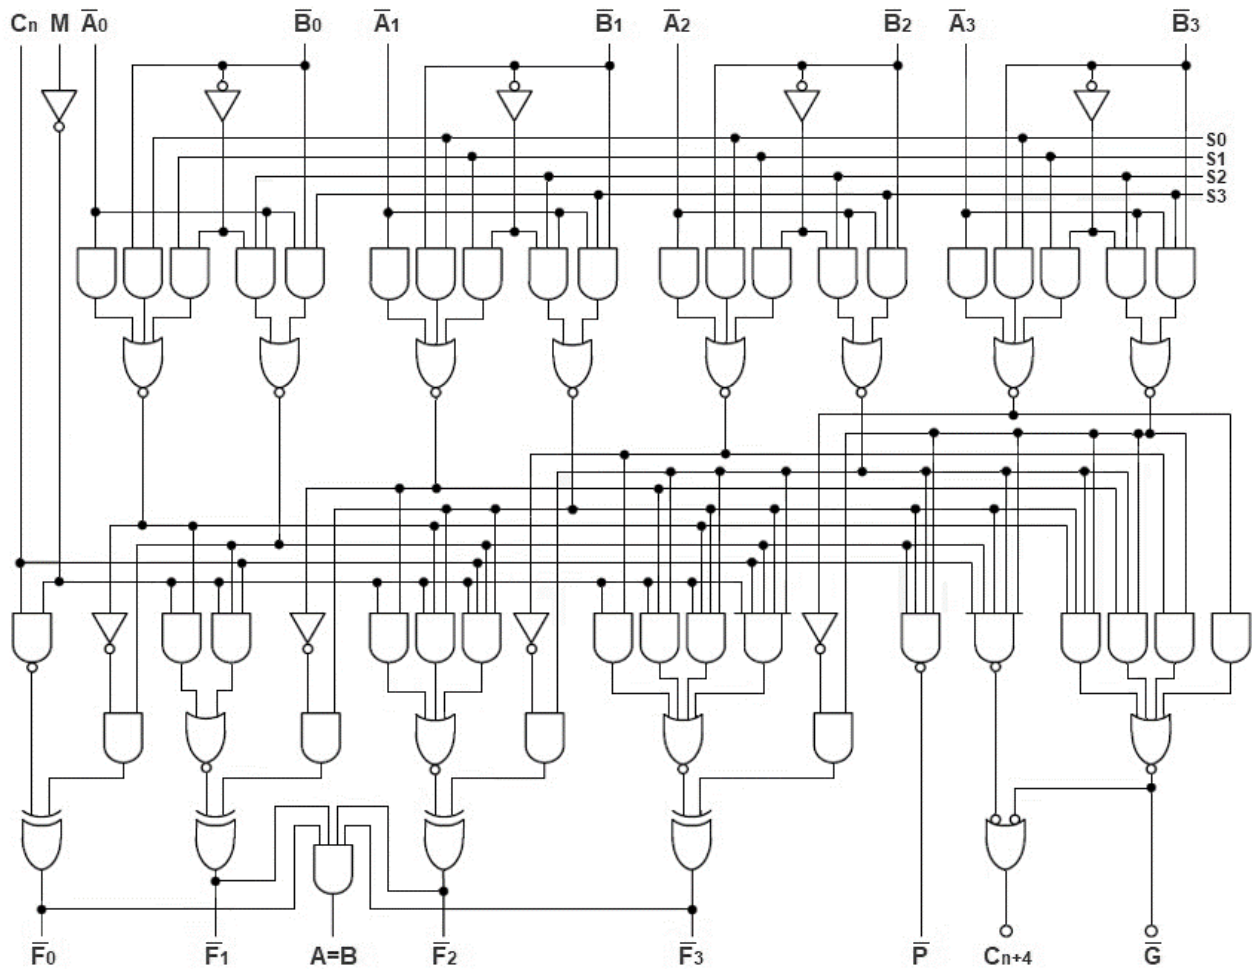 Cn M A̅0 B̅0 A̅1 B̅1 A̅2 B̅2 A̅3 B̅3
S0
S1
S2
S3
F̅0 F̅1 A=B F̅2 F̅3 P̅ Cn+4 G̅